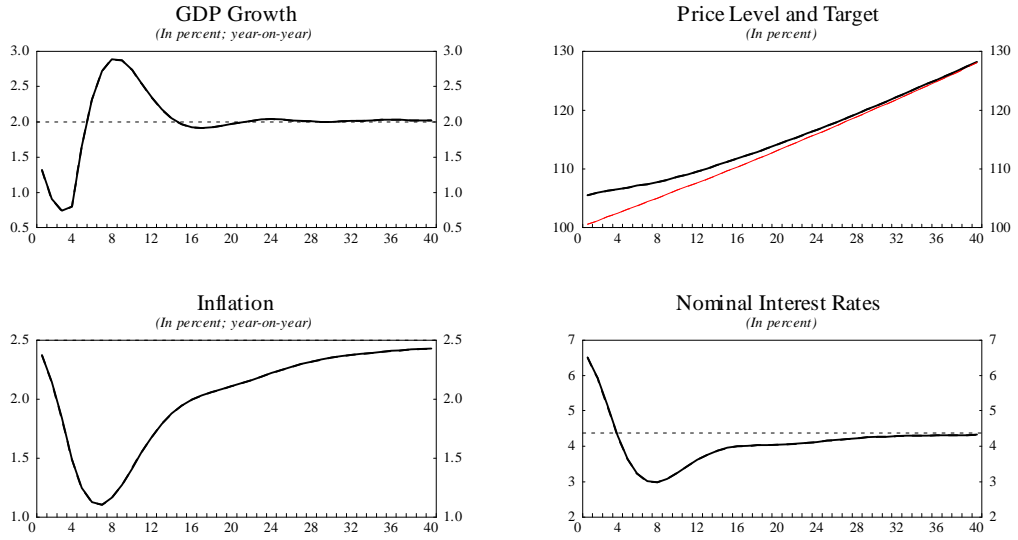 GDP Growth
(In percent; year-on-year)
3.0 3.0
2.5 2.5
2.0 2.0
1.5 1.5
1.0 1.0
0.5 0.5
0 4 8 12 16 20 24 28 32 36 40
Price Level and Target
(In percent)
130 130
120 120
110 110
100 100
0 4 8 12 16 20 24 28 32 36 40
Inflation
(In percent; year-on-year)
2.5 2.5
2.0 2.0
1.5 1.5
1.0 1.0
0 4 8 12 16 20 24 28 32 36 40
Nominal Interest Rates
(In percent)
7 7
6 6
5 5
4 4
3 3
2 2
0 4 8 12 16 20 24 28 32 36 40